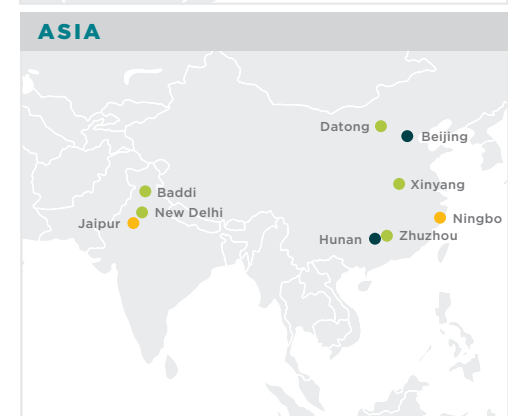 ASIA
Datong
Beijing
Xinyang
Baddi
New Delhi
Jaipur
Ningbo
Hunan
Zhuzhou